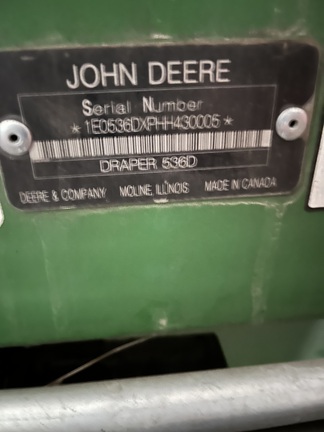 JOHN DEERE
Serial Number
* 1E0536DXPHH430005 *
DRAPER 536D
DEERE & COMPANY MOLINE, ILLINOIS MADE IN CANADA